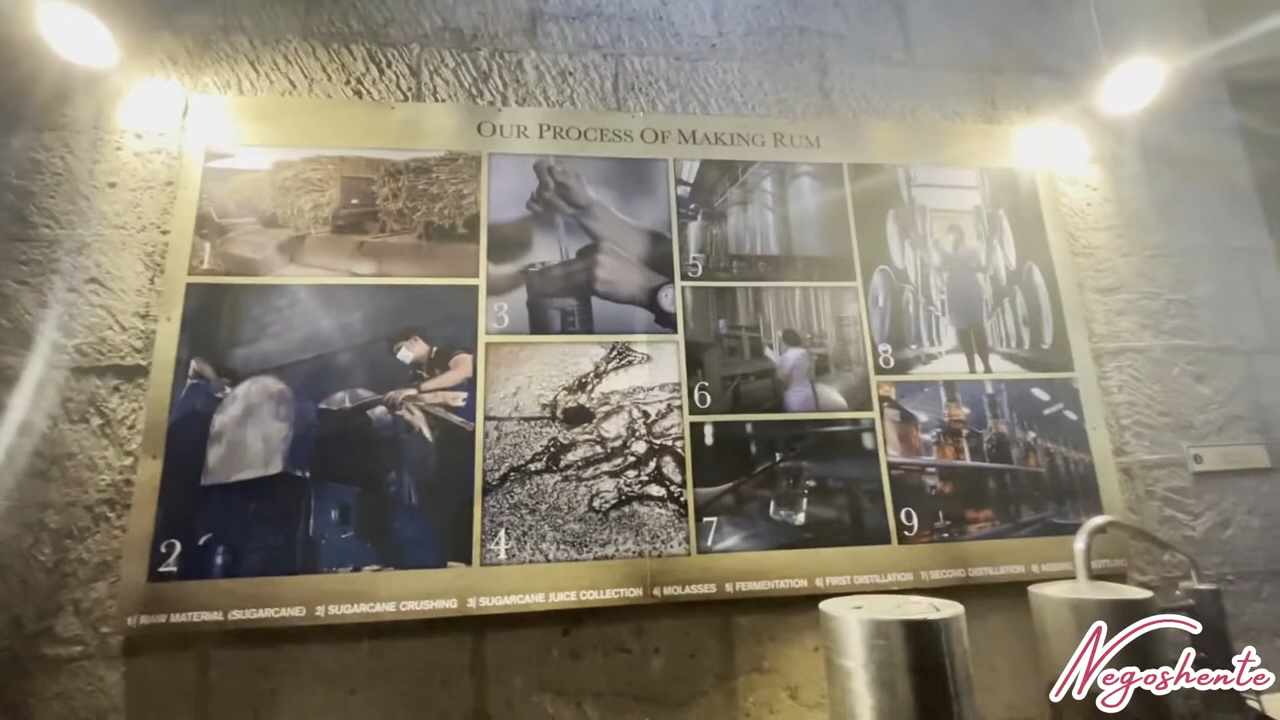 OUR PROCESS OF MAKING RUM
3
5
8
6
2
4
7
9
1| RAW MATERIAL (SUGARCANE) 2| SUGARCANE CRUSHING 3| SUGARCANE JUICE COLLECTION 4| MOLASSES 5| FERMENTATION 6| FIRST DISTILLATION 7| SECOND DISTILLATION 8|
Negoshente